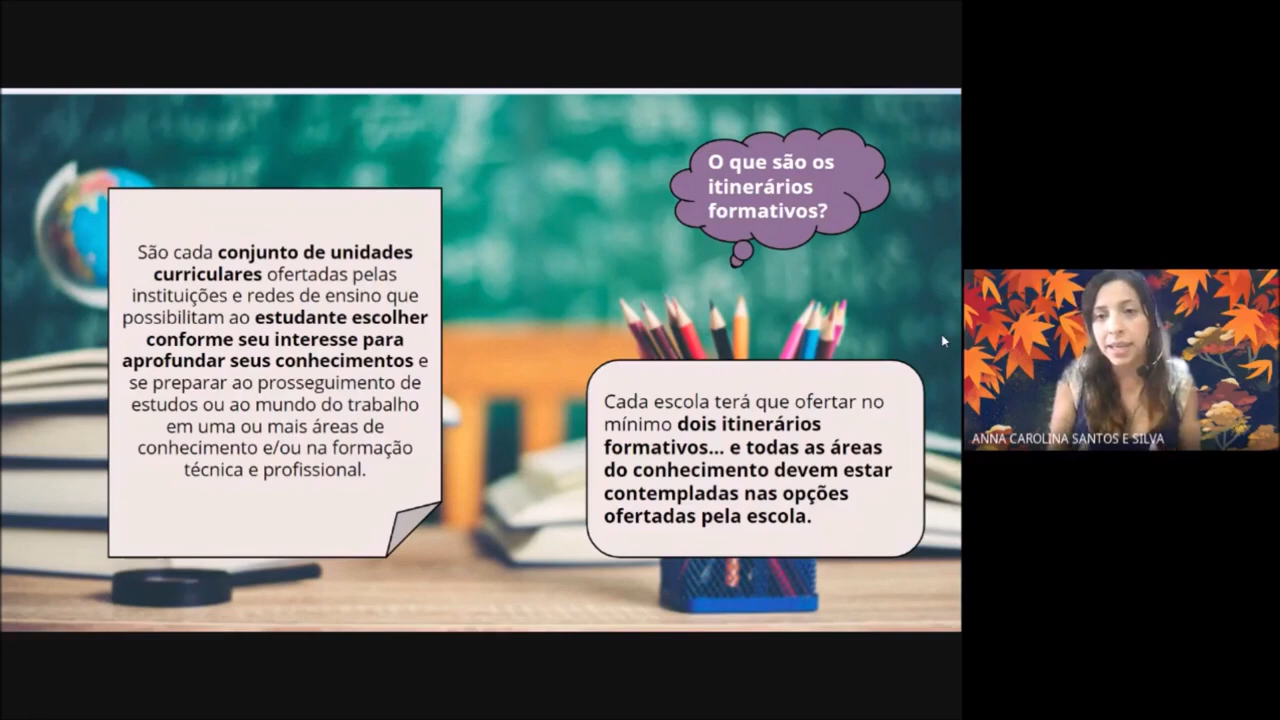 O que são os
itinerários
formativos?
São cada conjunto de unidades
curriculares ofertadas pelas
instituições e redes de ensino que
possibilitam ao estudante escolher
conforme seu interesse para
aprofundar seus conhecimentos e
se preparar ao prosseguimento de
estudos ou ao mundo do trabalho
em uma ou mais áreas de
conhecimento e/ou na formação
técnica e profissional.
Cada escola terá que ofertar no
mínimo dois itinerários
formativos... e todas as áreas
do conhecimento devem estar
contempladas nas opções
ofertadas pela escola.
ANNA CAROLINA SANTOS E SILVA